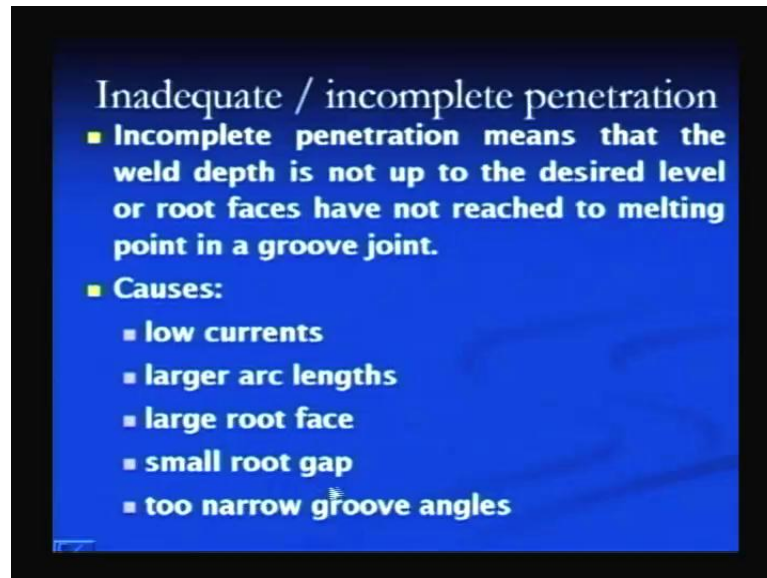 Inadequate / incomplete penetration
Incomplete penetration means that the
weld depth is not up to the desired level
or root faces have not reached to melting
point in a groove joint.
Causes:
low currents
larger arc lengths
large root face
small root gap
too narrow groove angles